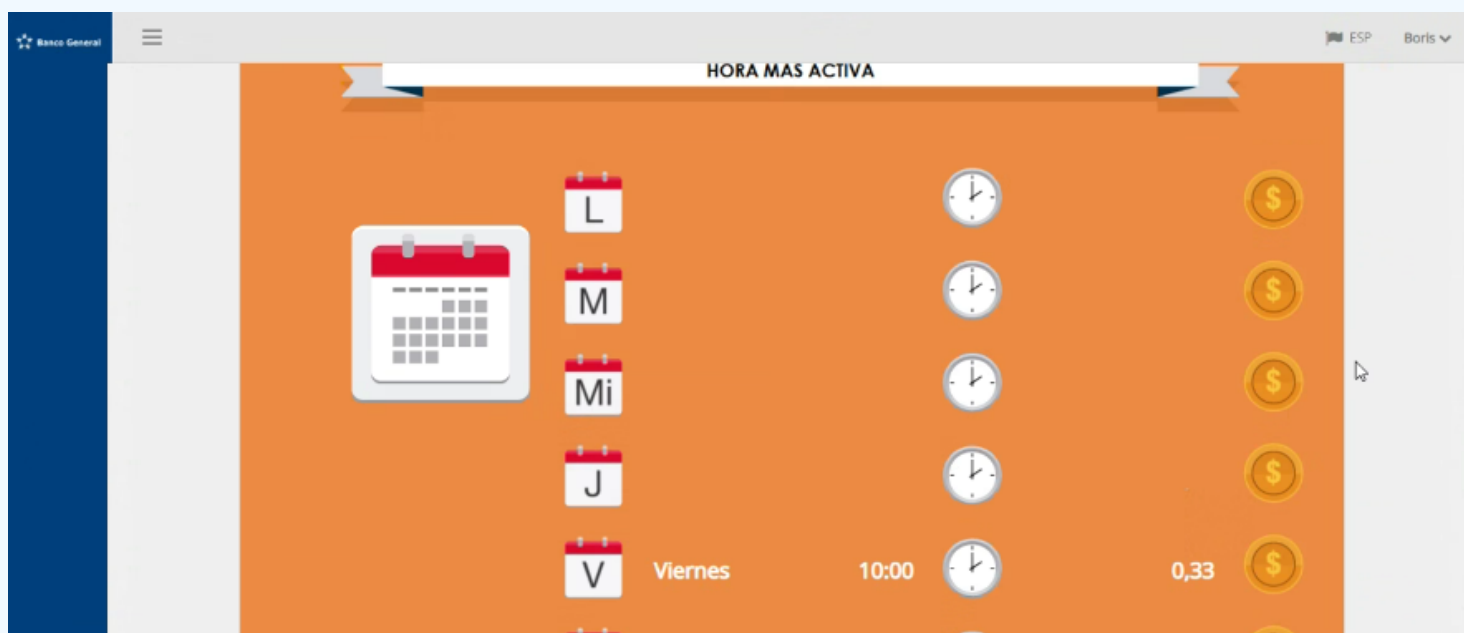 Banco General
ESP
Boris
HORA MAS ACTIVA
L
$
M
$
Mi
$
J
$
V
Viernes
10:00
0,33
$